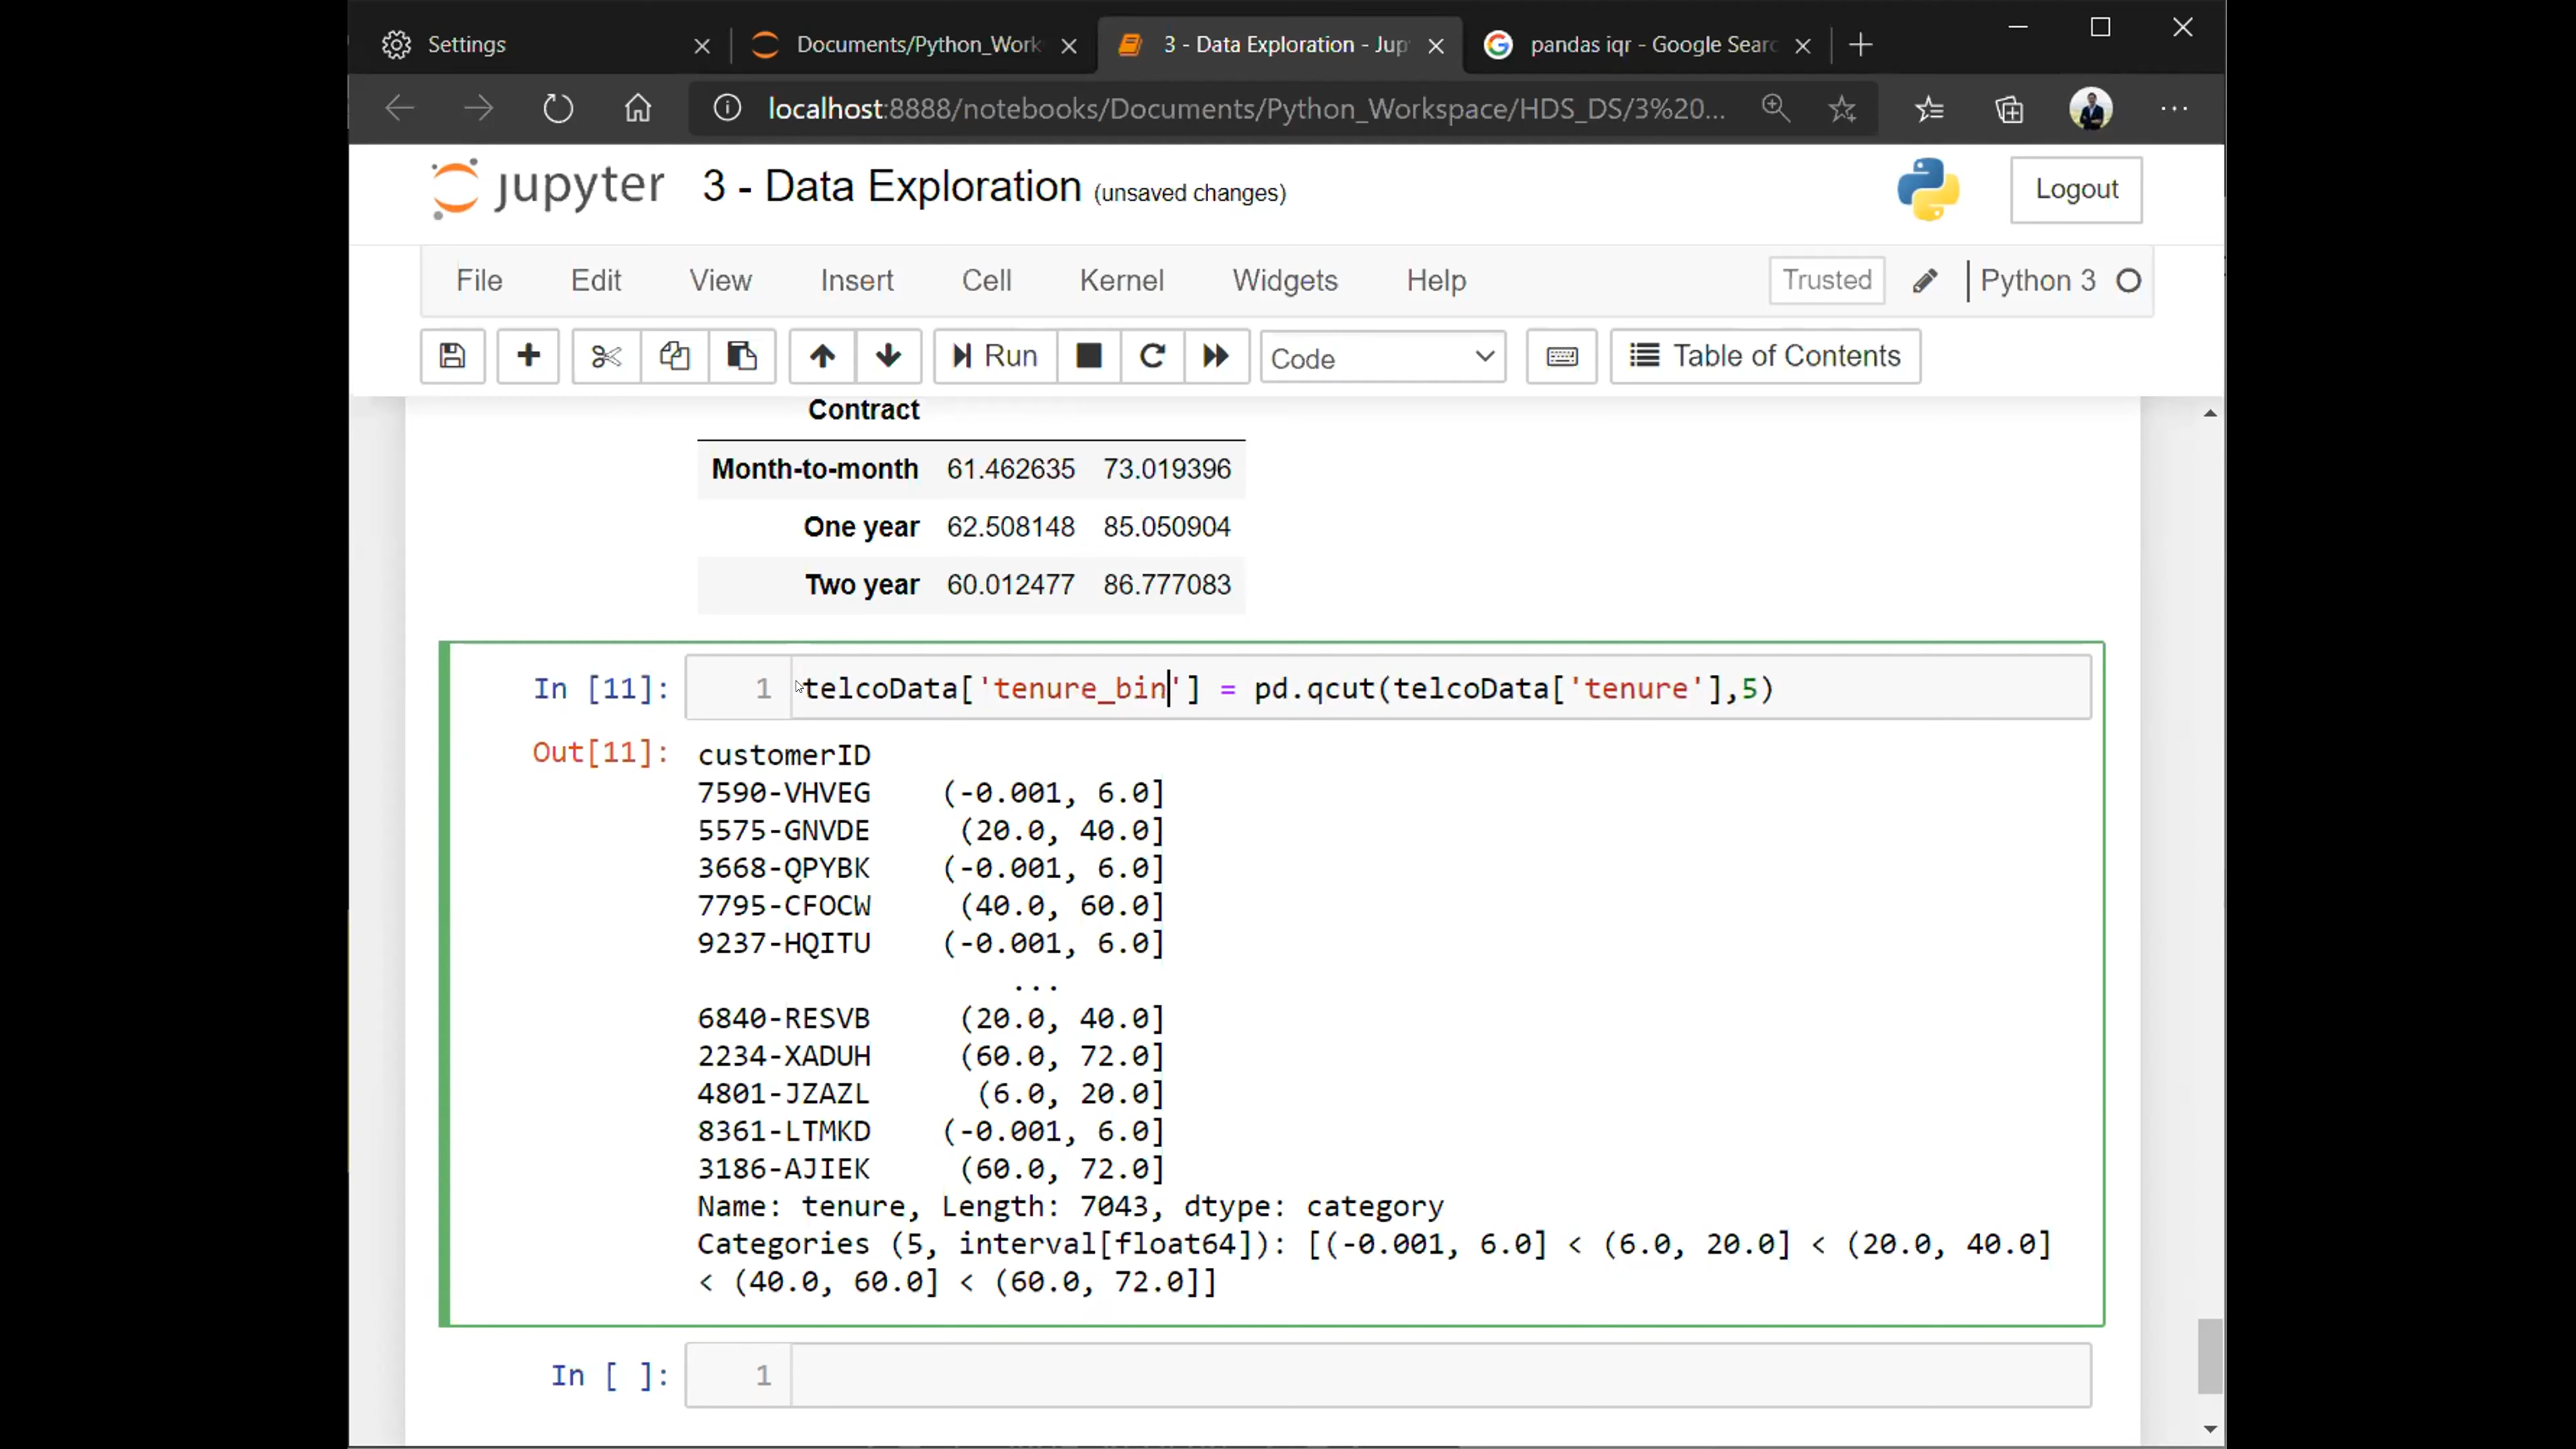 Settings
Documents/Python_Work
3 - Data Exploration - Jup
pandas iqr - Google Searc
localhost:8888/notebooks/Documents/Python_Workspace/HDS_DS/3%20...
jupyter 3 - Data Exploration (unsaved changes)
Logout
File Edit View Insert Cell Kernel Widgets Help Trusted Python 3
Run Code Table of Contents
Contract
Month-to-month 61.462635 73.019396
One year 62.508148 85.050904
Two year 60.012477 86.777083
In [11]: 1 telcoData['tenure_bin'] = pd.qcut(telcoData['tenure'],5)
Out[11]: customerID
7590-VHVEG (-0.001, 6.0]
5575-GNVDE (20.0, 40.0]
3668-QPYBK (-0.001, 6.0]
7795-CFOCW (40.0, 60.0]
9237-HQITU (-0.001, 6.0]
...
6840-RESVB (20.0, 40.0]
2234-XADUH (60.0, 72.0]
4801-JZAZL (6.0, 20.0]
8361-LTMKD (-0.001, 6.0]
3186-AJIEK (60.0, 72.0]
Name: tenure, Length: 7043, dtype: category
Categories (5, interval[float64]): [(-0.001, 6.0] < (6.0, 20.0] < (20.0, 40.0]
< (40.0, 60.0] < (60.0, 72.0]]
In [ ]: 1